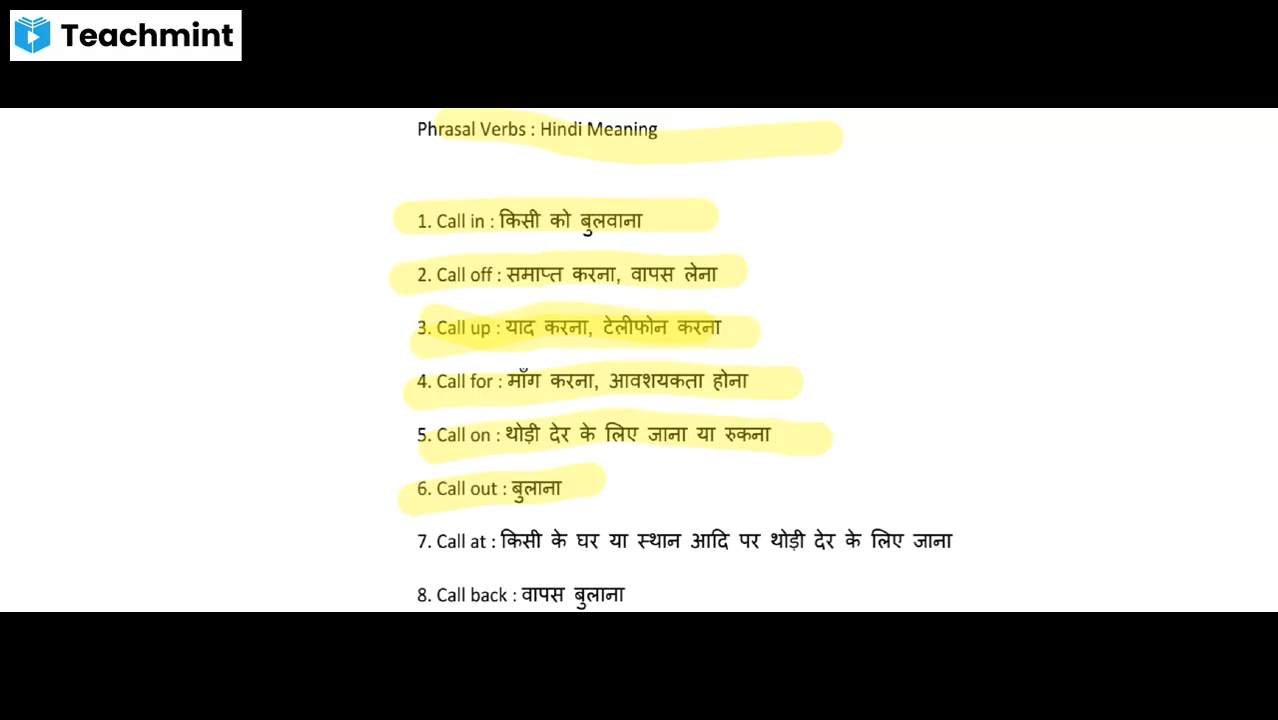 Teachmint
Phrasal Verbs : Hindi Meaning
1. Call in : किसी को बुलवाना
2. Call off : समाप्त करना, वापस लेना
3. Call up : याद करना, टेलीफोन करना
4. Call for : माँग करना, आवशयकता होना
5. Call on : थोड़ी देर के लिए जाना या रुकना
6. Call out : बुलाना
7. Call at : किसी के घर या स्थान आदि पर थोड़ी देर के लिए जाना
8. Call back : वापस बुलाना